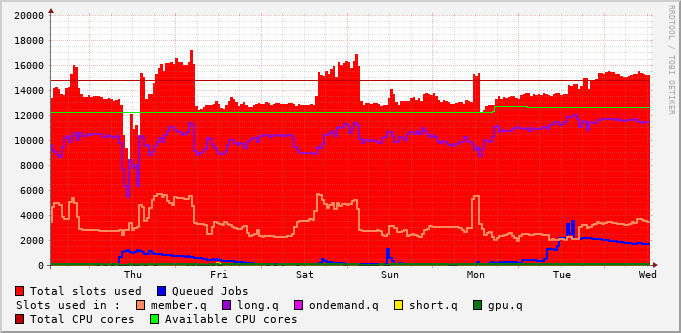 20000
18000
16000
14000
12000
10000
8000
6000
4000
2000
0
Thu Fri Sat Sun Mon Tue Wed
RRDTOOL / TOBI OETIKER
Total slots used Queued Jobs
Slots used in : member.q long.q ondemand.q short.q gpu.q
Total CPU cores Available CPU cores